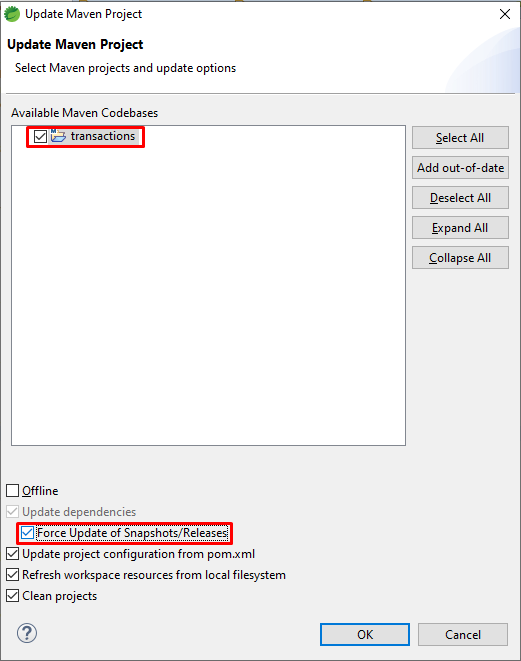 Update Maven Project
Update Maven Project
Select Maven projects and update options
Available Maven Codebases
transactions
Select All
Add out-of-date
Deselect All
Expand All
Collapse All
Offline
Update dependencies
Force Update of Snapshots/Releases
Update project configuration from pom.xml
Refresh workspace resources from local filesystem
Clean projects
?
OK
Cancel